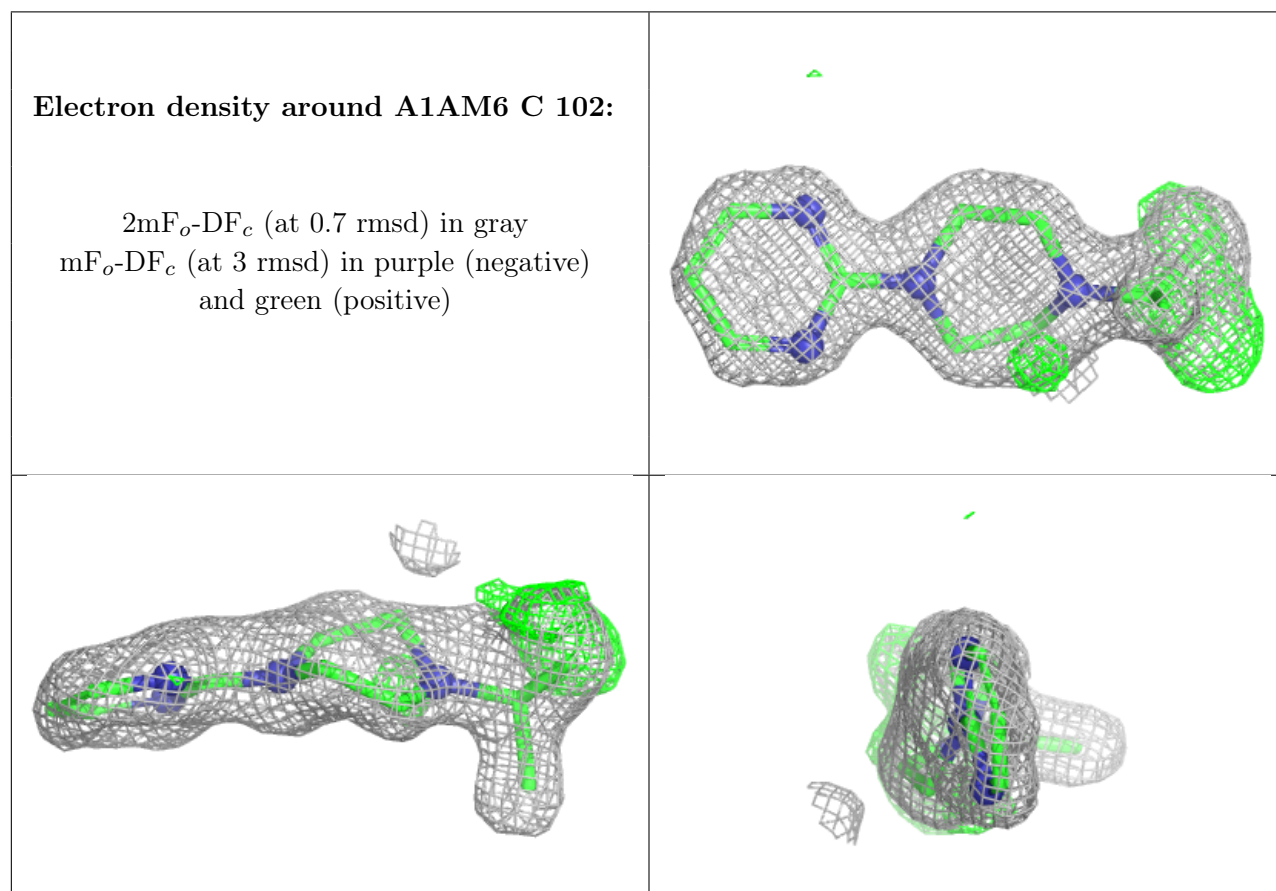 Electron density around A1AM6 C 102:
2mFₒ-DF𝒸 (at 0.7 rmsd) in gray
mFₒ-DF𝒸 (at 3 rmsd) in purple (negative)
and green (positive)